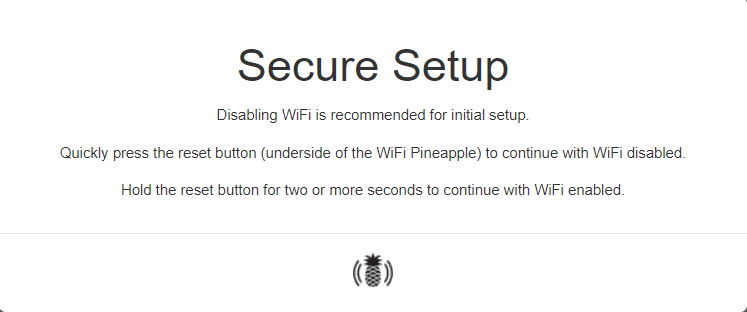 Secure Setup
Disabling WiFi is recommended for initial setup.
Quickly press the reset button (underside of the WiFi Pineapple) to continue with WiFi disabled.
Hold the reset button for two or more seconds to continue with WiFi enabled.